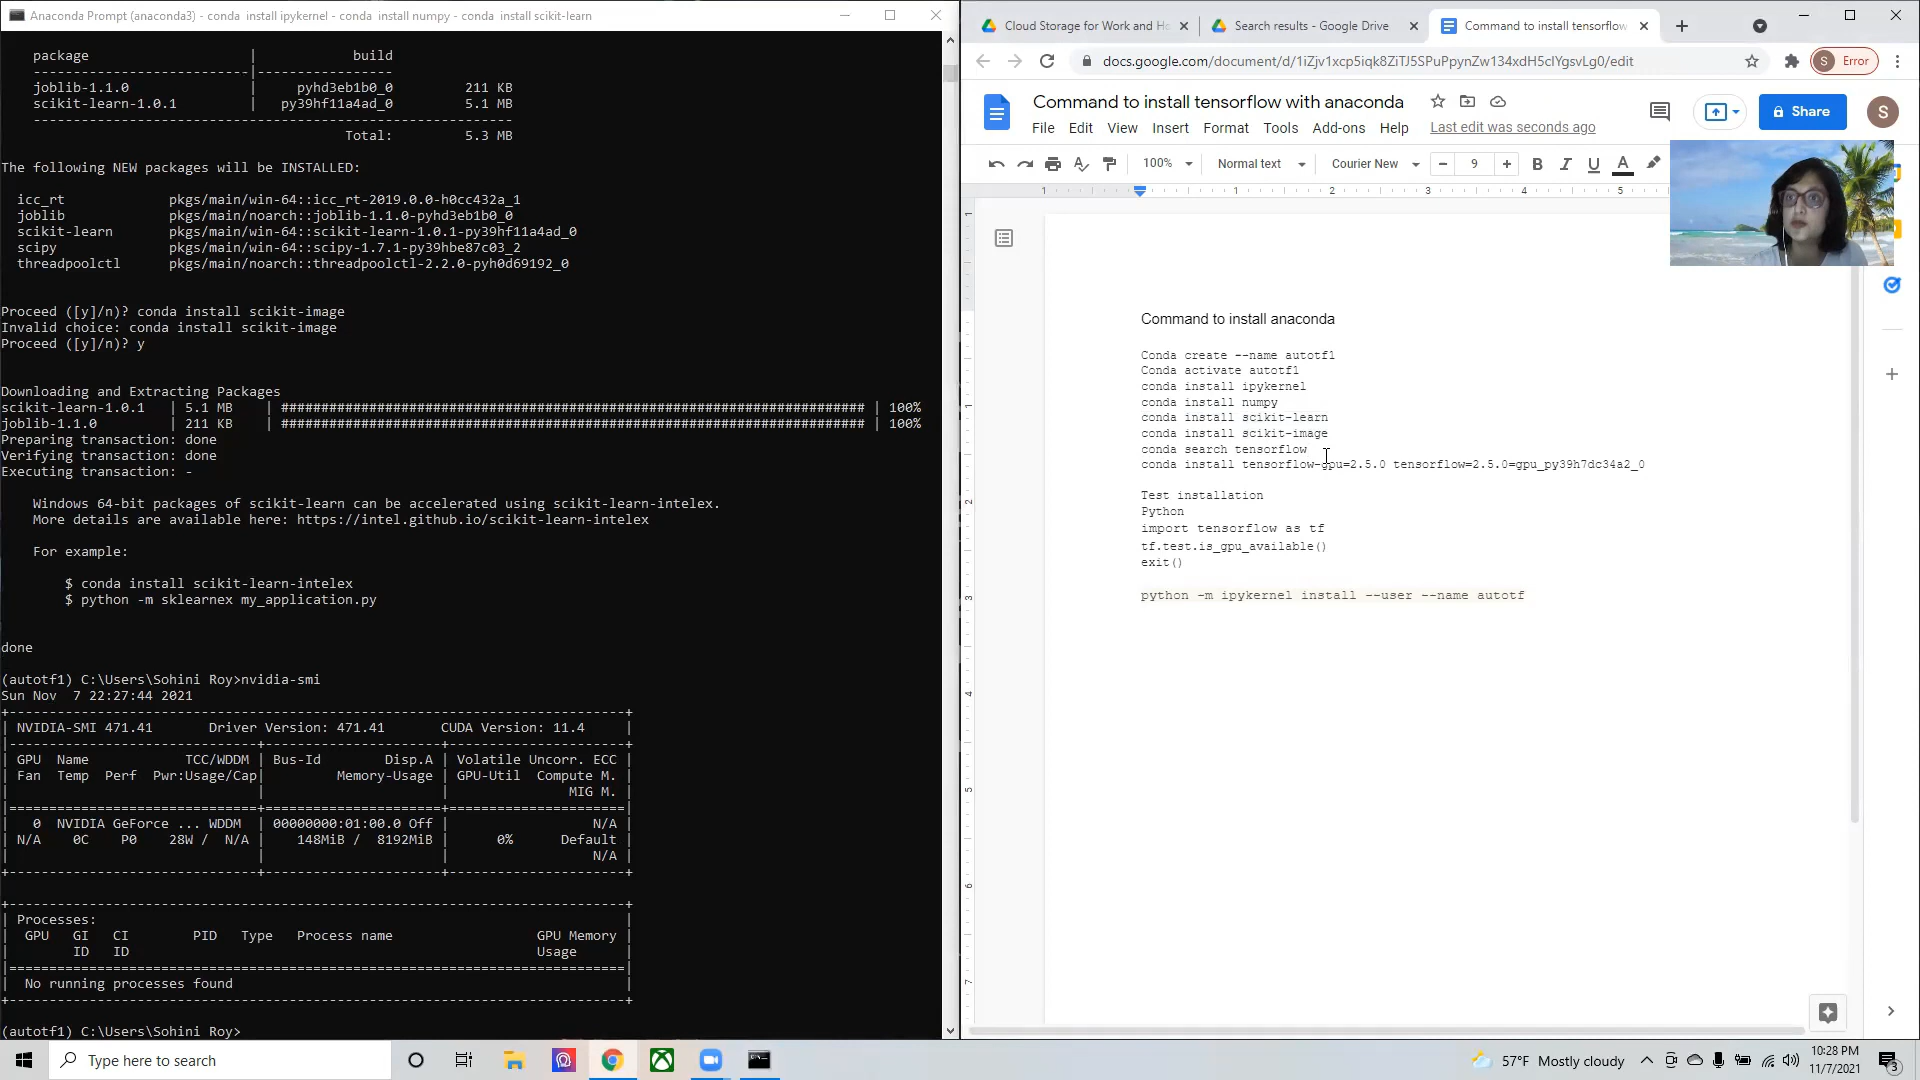 Anaconda Prompt (anaconda3) - conda install ipykernel - conda install numpy - conda install scikit-learn
package | build
---------------------------|-----------------
joblib-1.1.0 | pyhd3eb1b0_0 211 KB
scikit-learn-1.0.1 | py39hf11a4ad_0 5.1 MB
------------------------------------------------------------
Total: 5.3 MB
The following NEW packages will be INSTALLED:
icc_rt pkgs/main/win-64::icc_rt-2019.0.0-h0cc432a_1
joblib pkgs/main/noarch::joblib-1.1.0-pyhd3eb1b0_0
scikit-learn pkgs/main/win-64::scikit-learn-1.0.1-py39hf11a4ad_0
scipy pkgs/main/win-64::scipy-1.7.1-py39hbe87c03_2
threadpoolctl pkgs/main/noarch::threadpoolctl-2.2.0-pyh0d69192_0
Proceed ([y]/n)? conda install scikit-image
Invalid choice: conda install scikit-image
Proceed ([y]/n)? y
Downloading and Extracting Packages
scikit-learn-1.0.1 | 5.1 MB | ######################################################################### | 100%
joblib-1.1.0 | 211 KB | ######################################################################### | 100%
Preparing transaction: done
Verifying transaction: done
Executing transaction: -
Windows 64-bit packages of scikit-learn can be accelerated using scikit-learn-intelex.
More details are available here: https://intel.github.io/scikit-learn-intelex
For example:
$ conda install scikit-learn-intelex
$ python -m sklearnex my_application.py
done
(autotf1) C:\Users\Sohini Roy>nvidia-smi
Sun Nov 7 22:27:44 2021
+-----------------------------------------------------------------------------+
| NVIDIA-SMI 471.41 Driver Version: 471.41 CUDA Version: 11.4 |
|-------------------------------+----------------------+----------------------+
| GPU Name TCC/WDDM | Bus-Id Disp.A | Volatile Uncorr. ECC |
| Fan Temp Perf Pwr:Usage/Cap| Memory-Usage | GPU-Util Compute M. |
| | | MIG M. |
|===============================+======================+======================|
| 0 NVIDIA GeForce ... WDDM | 00000000:01:00.0 Off | N/A |
| N/A 0C P0 28W / N/A | 148MiB / 8192MiB | 0% Default |
| | | N/A |
+-------------------------------+----------------------+----------------------+
+-----------------------------------------------------------------------------+
| Processes: |
| GPU GI CI PID Type Process name GPU Memory |
| ID ID Usage |
|=============================================================================|
| No running processes found |
+-----------------------------------------------------------------------------+
(autotf1) C:\Users\Sohini Roy>
Cloud Storage for Work and Ho
Search results - Google Drive
Command to install tensorflow
docs.google.com/document/d/1iZjv1xcp5iqk8ZiTJ5SPuPpynZw134xdH5cIYgsvLg0/edit
S Error
Command to install tensorflow with anaconda
Share
S
File Edit View Insert Format Tools Add-ons Help Last edit was seconds ago
100% Normal text Courier New 9 B I U A
1 1 2 3 4 5
1
1
2
3
4
5
6
7
Command to install anaconda
Conda create --name autotf1
Conda activate autotf1
conda install ipykernel
conda install numpy
conda install scikit-learn
conda install scikit-image
conda search tensorflow
conda install tensorflow-gpu=2.5.0 tensorflow=2.5.0=gpu_py39h7dc34a2_0
Test installation
Python
import tensorflow as tf
tf.test.is_gpu_available()
exit()
python -m ipykernel install --user --name autotf
Type here to search
57°F Mostly cloudy
10:28 PM
11/7/2021
3